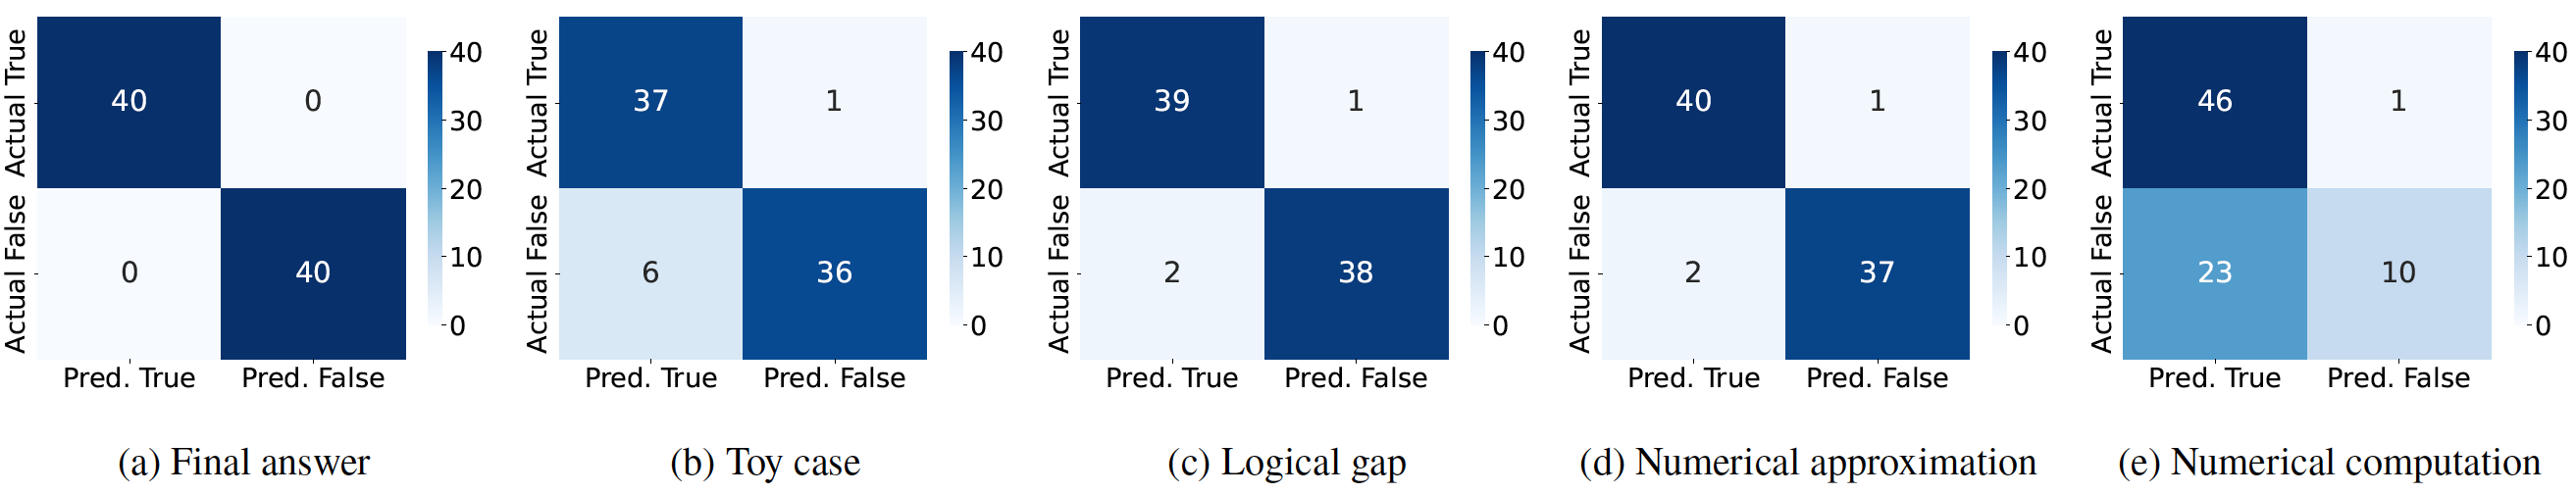 Actual True
Actual False
40
0
0
40
Pred. True
Pred. False
40
30
20
10
0
(a) Final answer
Actual True
Actual False
37
1
6
36
Pred. True
Pred. False
40
30
20
10
0
(b) Toy case
Actual True
Actual False
39
1
2
38
Pred. True
Pred. False
40
30
20
10
0
(c) Logical gap
Actual True
Actual False
40
1
2
37
Pred. True
Pred. False
40
30
20
10
0
(d) Numerical approximation
Actual True
Actual False
46
1
23
10
Pred. True
Pred. False
40
30
20
10
0
(e) Numerical computation